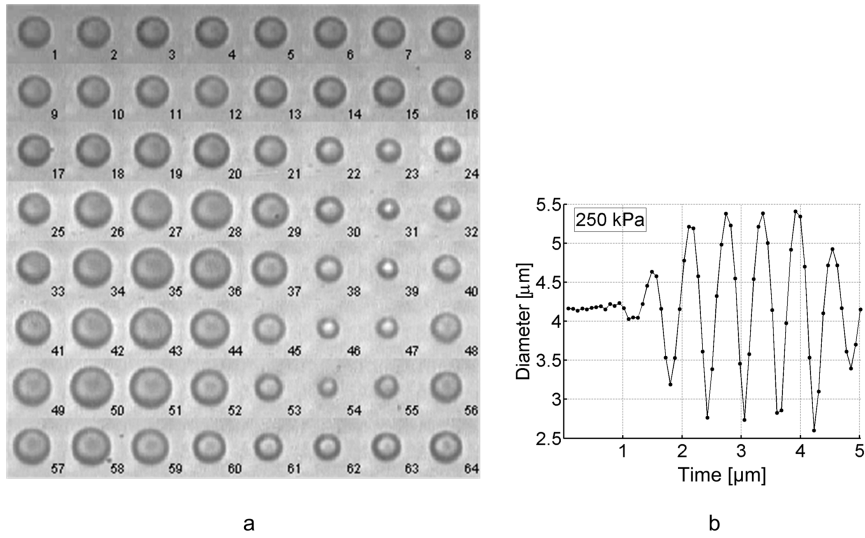 1 2 3 4 5 6 7 8
9 10 11 12 13 14 15 16
17 18 19 20 21 22 23 24
25 26 27 28 29 30 31 32
33 34 35 36 37 38 39 40
41 42 43 44 45 46 47 48
49 50 51 52 53 54 55 56
57 58 59 60 61 62 63 64
a
250 kPa
5.5
5
4.5
4
3.5
3
2.5
Diameter [µm]
1 2 3 4 5
Time [µm]
b